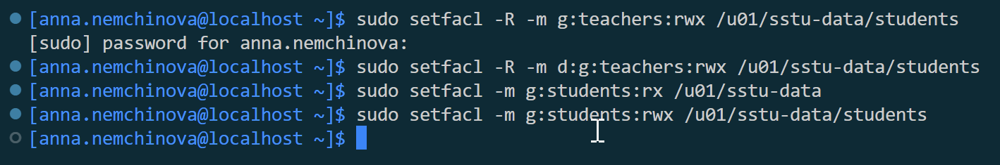 [anna.nemchinova@localhost ~]$ sudo setfacl -R -m g:teachers:rwx /u01/sstu-data/students
[sudo] password for anna.nemchinova:
[anna.nemchinova@localhost ~]$ sudo setfacl -R -m d:g:teachers:rwx /u01/sstu-data/students
[anna.nemchinova@localhost ~]$ sudo setfacl -m g:students:rx /u01/sstu-data
[anna.nemchinova@localhost ~]$ sudo setfacl -m g:students:rwx /u01/sstu-data/students
[anna.nemchinova@localhost ~]$